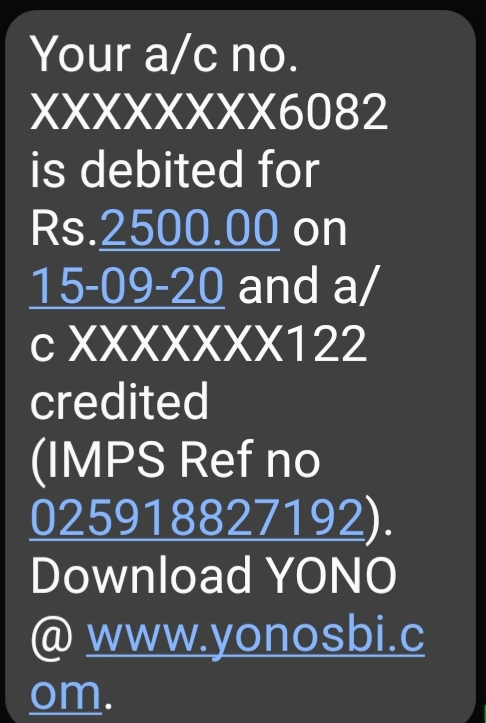 Your a/c no.
XXXXXXXX6082
is debited for
Rs.2500.00 on
15-09-20 and a/
c XXXXXXX122
credited
(IMPS Ref no
025918827192).
Download YONO
@ www.yonosbi.c
om.